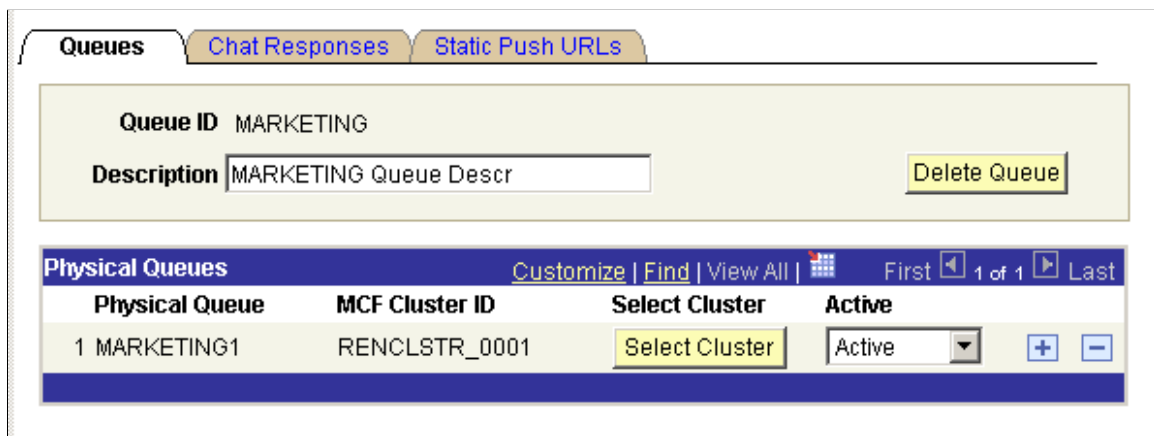 Queues Chat Responses Static Push URLs
Queue ID MARKETING
Description MARKETING Queue Descr Delete Queue
Physical Queues Customize | Find | View All | First 1 of 1 Last
Physical Queue MCF Cluster ID Select Cluster Active
1 MARKETING1 RENCLSTR_0001 Select Cluster Active